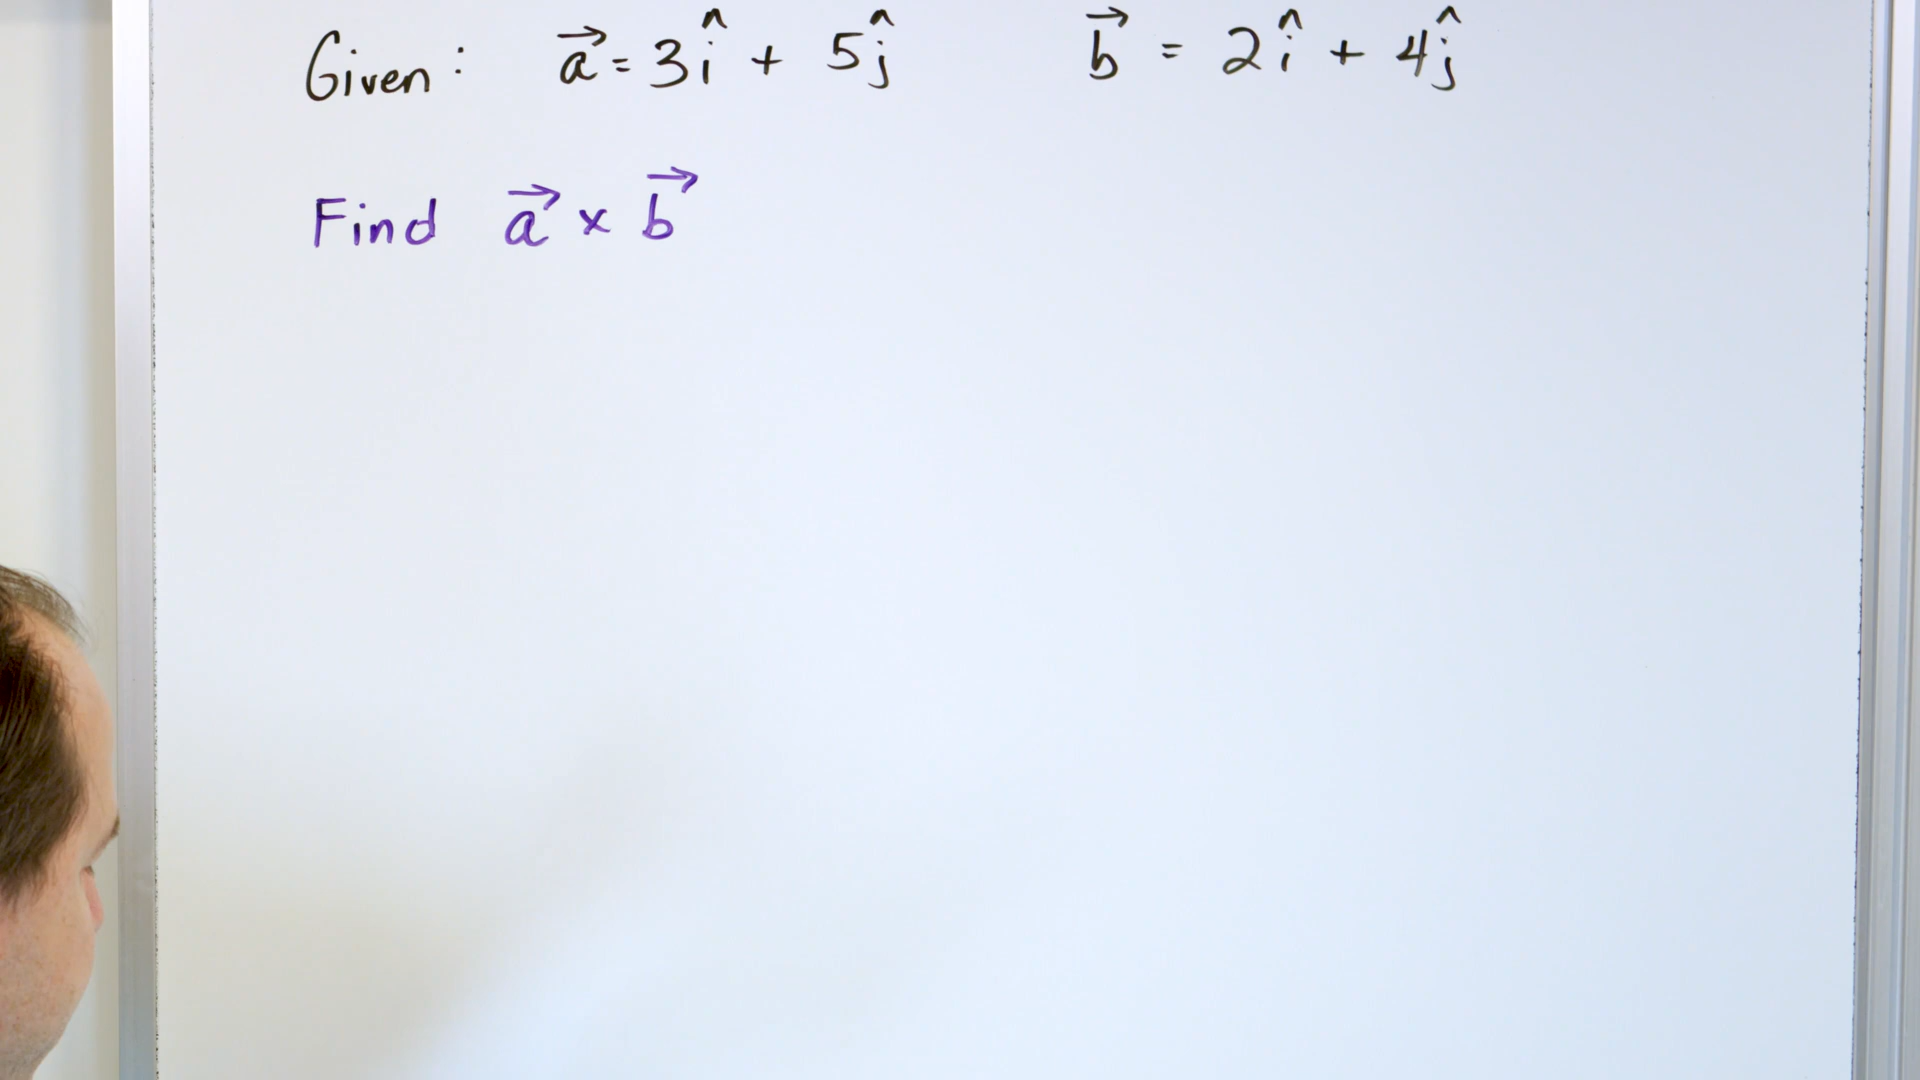 Given: a⃗ = 3î + 5ĵ b⃗ = 2î + 4ĵ
Find a⃗ × b⃗